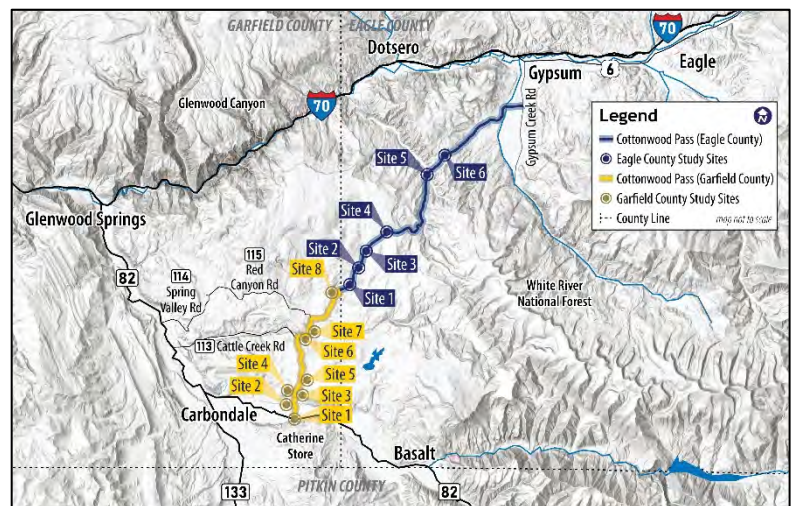 GARFIELD COUNTY
EAGLE COUNTY
70
Dotsero
Gypsum
6
Eagle
Glenwood Canyon
70
Gypsum Creek Rd
Legend
N
Cottonwood Pass (Eagle County)
Eagle County Study Sites
Cottonwood Pass (Garfield County)
Garfield County Study Sites
County Line
map not to scale
Site 5
Site 6
Glenwood Springs
Site 4
82
115
Red
Canyon Rd
Site 2
Site 3
Site 8
114
Spring
Valley Rd
Site 1
White River
National Forest
Site 7
113 Cattle Creek Rd
Site 6
Site 4
Site 5
Site 2
Site 3
Carbondale
Site 1
Catherine
Store
Basalt
PITKIN COUNTY
133
82